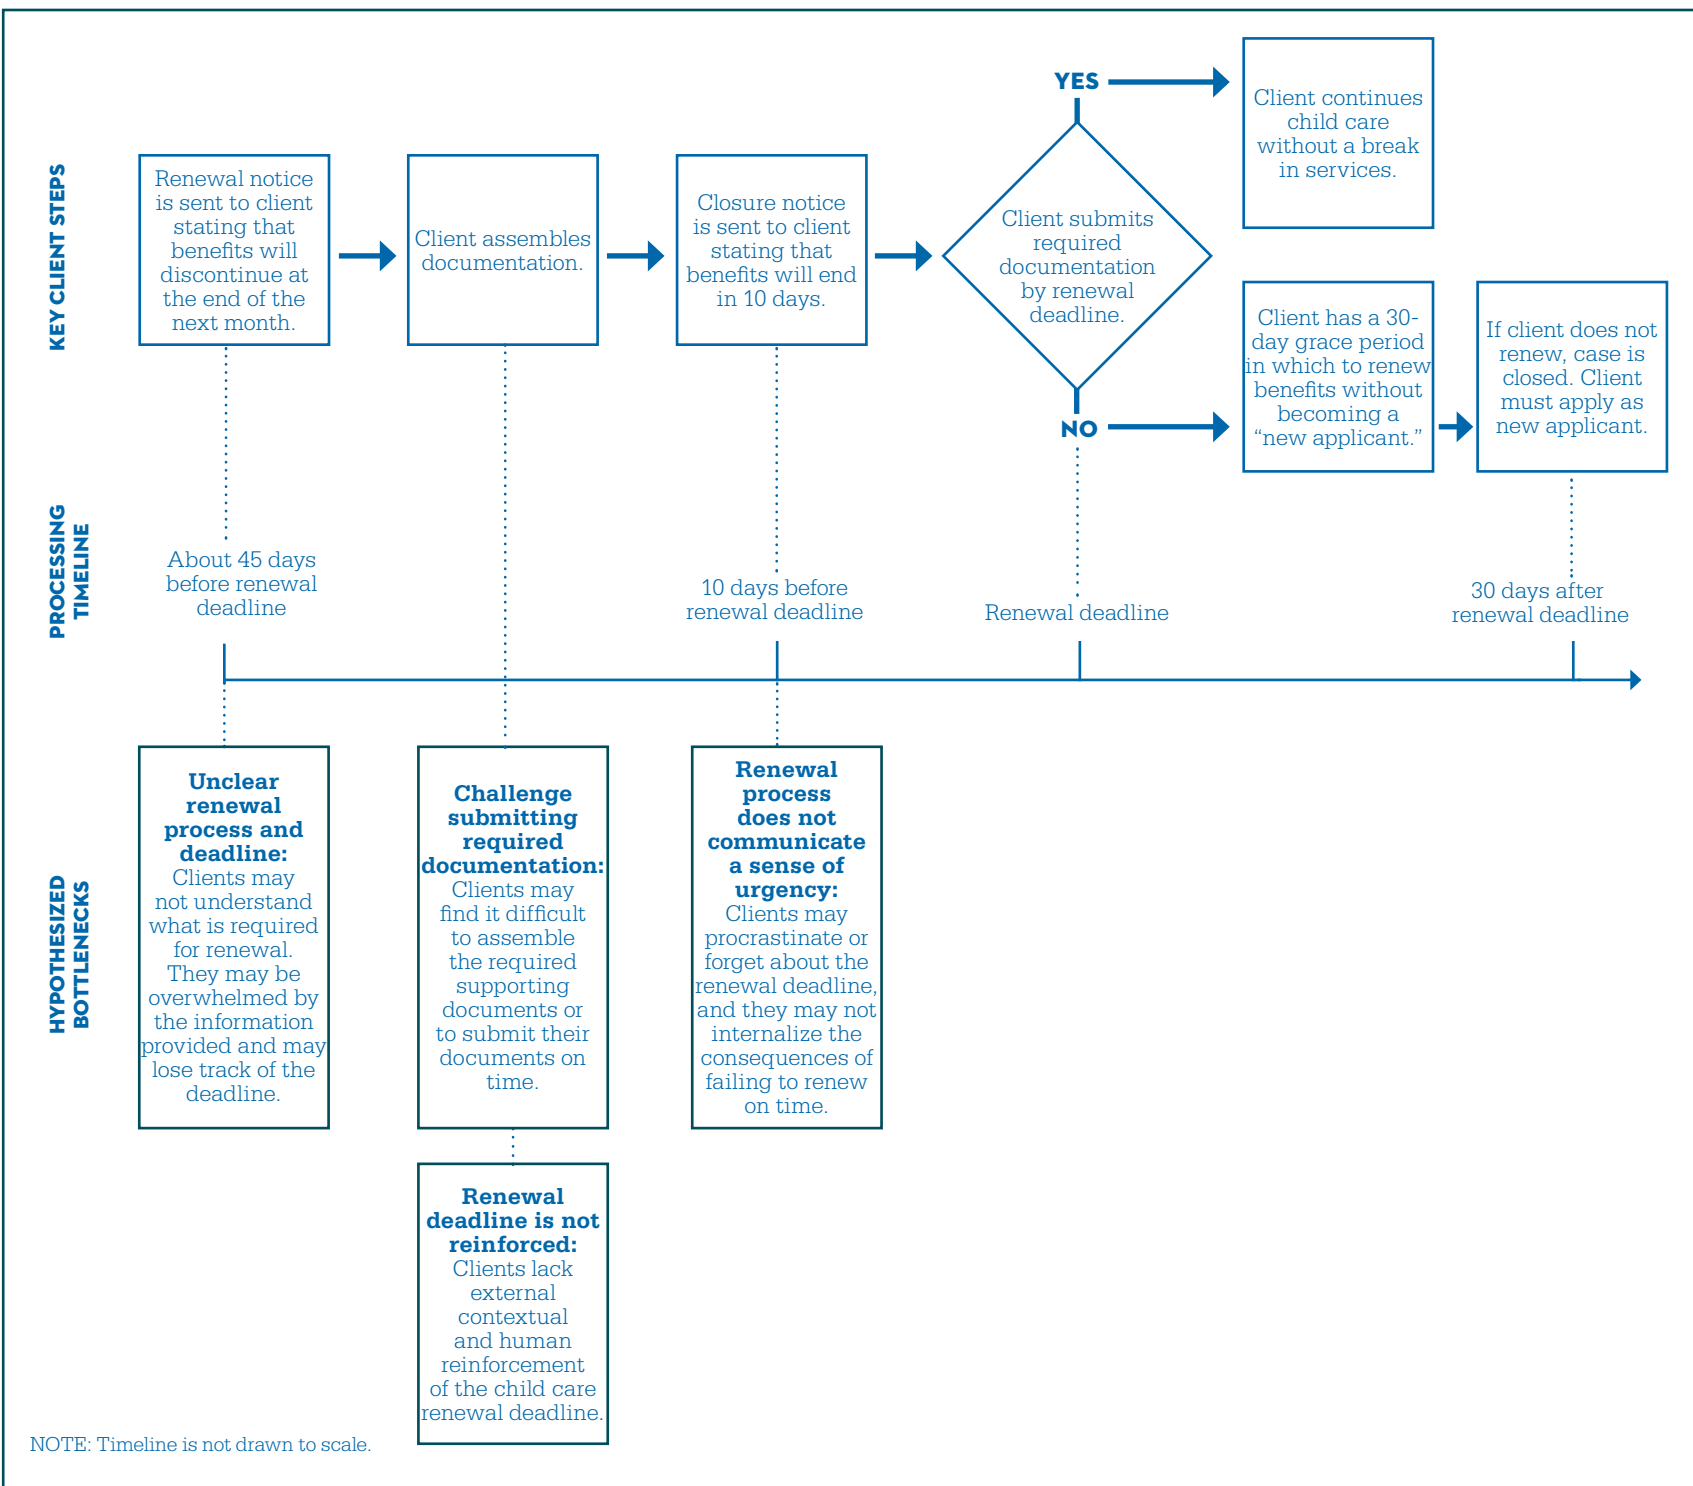 KEY CLIENT STEPS
Renewal notice
is sent to client
stating that
benefits will
discontinue at
the end of the
next month.
Client assembles
documentation.
Closure notice
is sent to client
stating that
benefits will end
in 10 days.
Client submits
required
documentation
by renewal
deadline.
YES
Client continues
child care
without a break
in services.
NO
Client has a 30-
day grace period
in which to renew
benefits without
becoming a
“new applicant.”
If client does not
renew, case is
closed. Client
must apply as
new applicant.
PROCESSING
TIMELINE
About 45 days
before renewal
deadline
10 days before
renewal deadline
Renewal deadline
30 days after
renewal deadline
HYPOTHESIZED
BOTTLENECKS
Unclear
renewal
process and
deadline:
Clients may
not understand
what is required
for renewal.
They may be
overwhelmed by
the information
provided and may
lose track of the
deadline.
Challenge
submitting
required
documentation:
Clients may
find it difficult
to assemble
the required
supporting
documents or
to submit their
documents on
time.
Renewal
process
does not
communicate
a sense of
urgency:
Clients may
procrastinate or
forget about the
renewal deadline,
and they may not
internalize the
consequences of
failing to renew
on time.
Renewal
deadline is not
reinforced:
Clients lack
external
contextual
and human
reinforcement
of the child care
renewal deadline.
NOTE: Timeline is not drawn to scale.